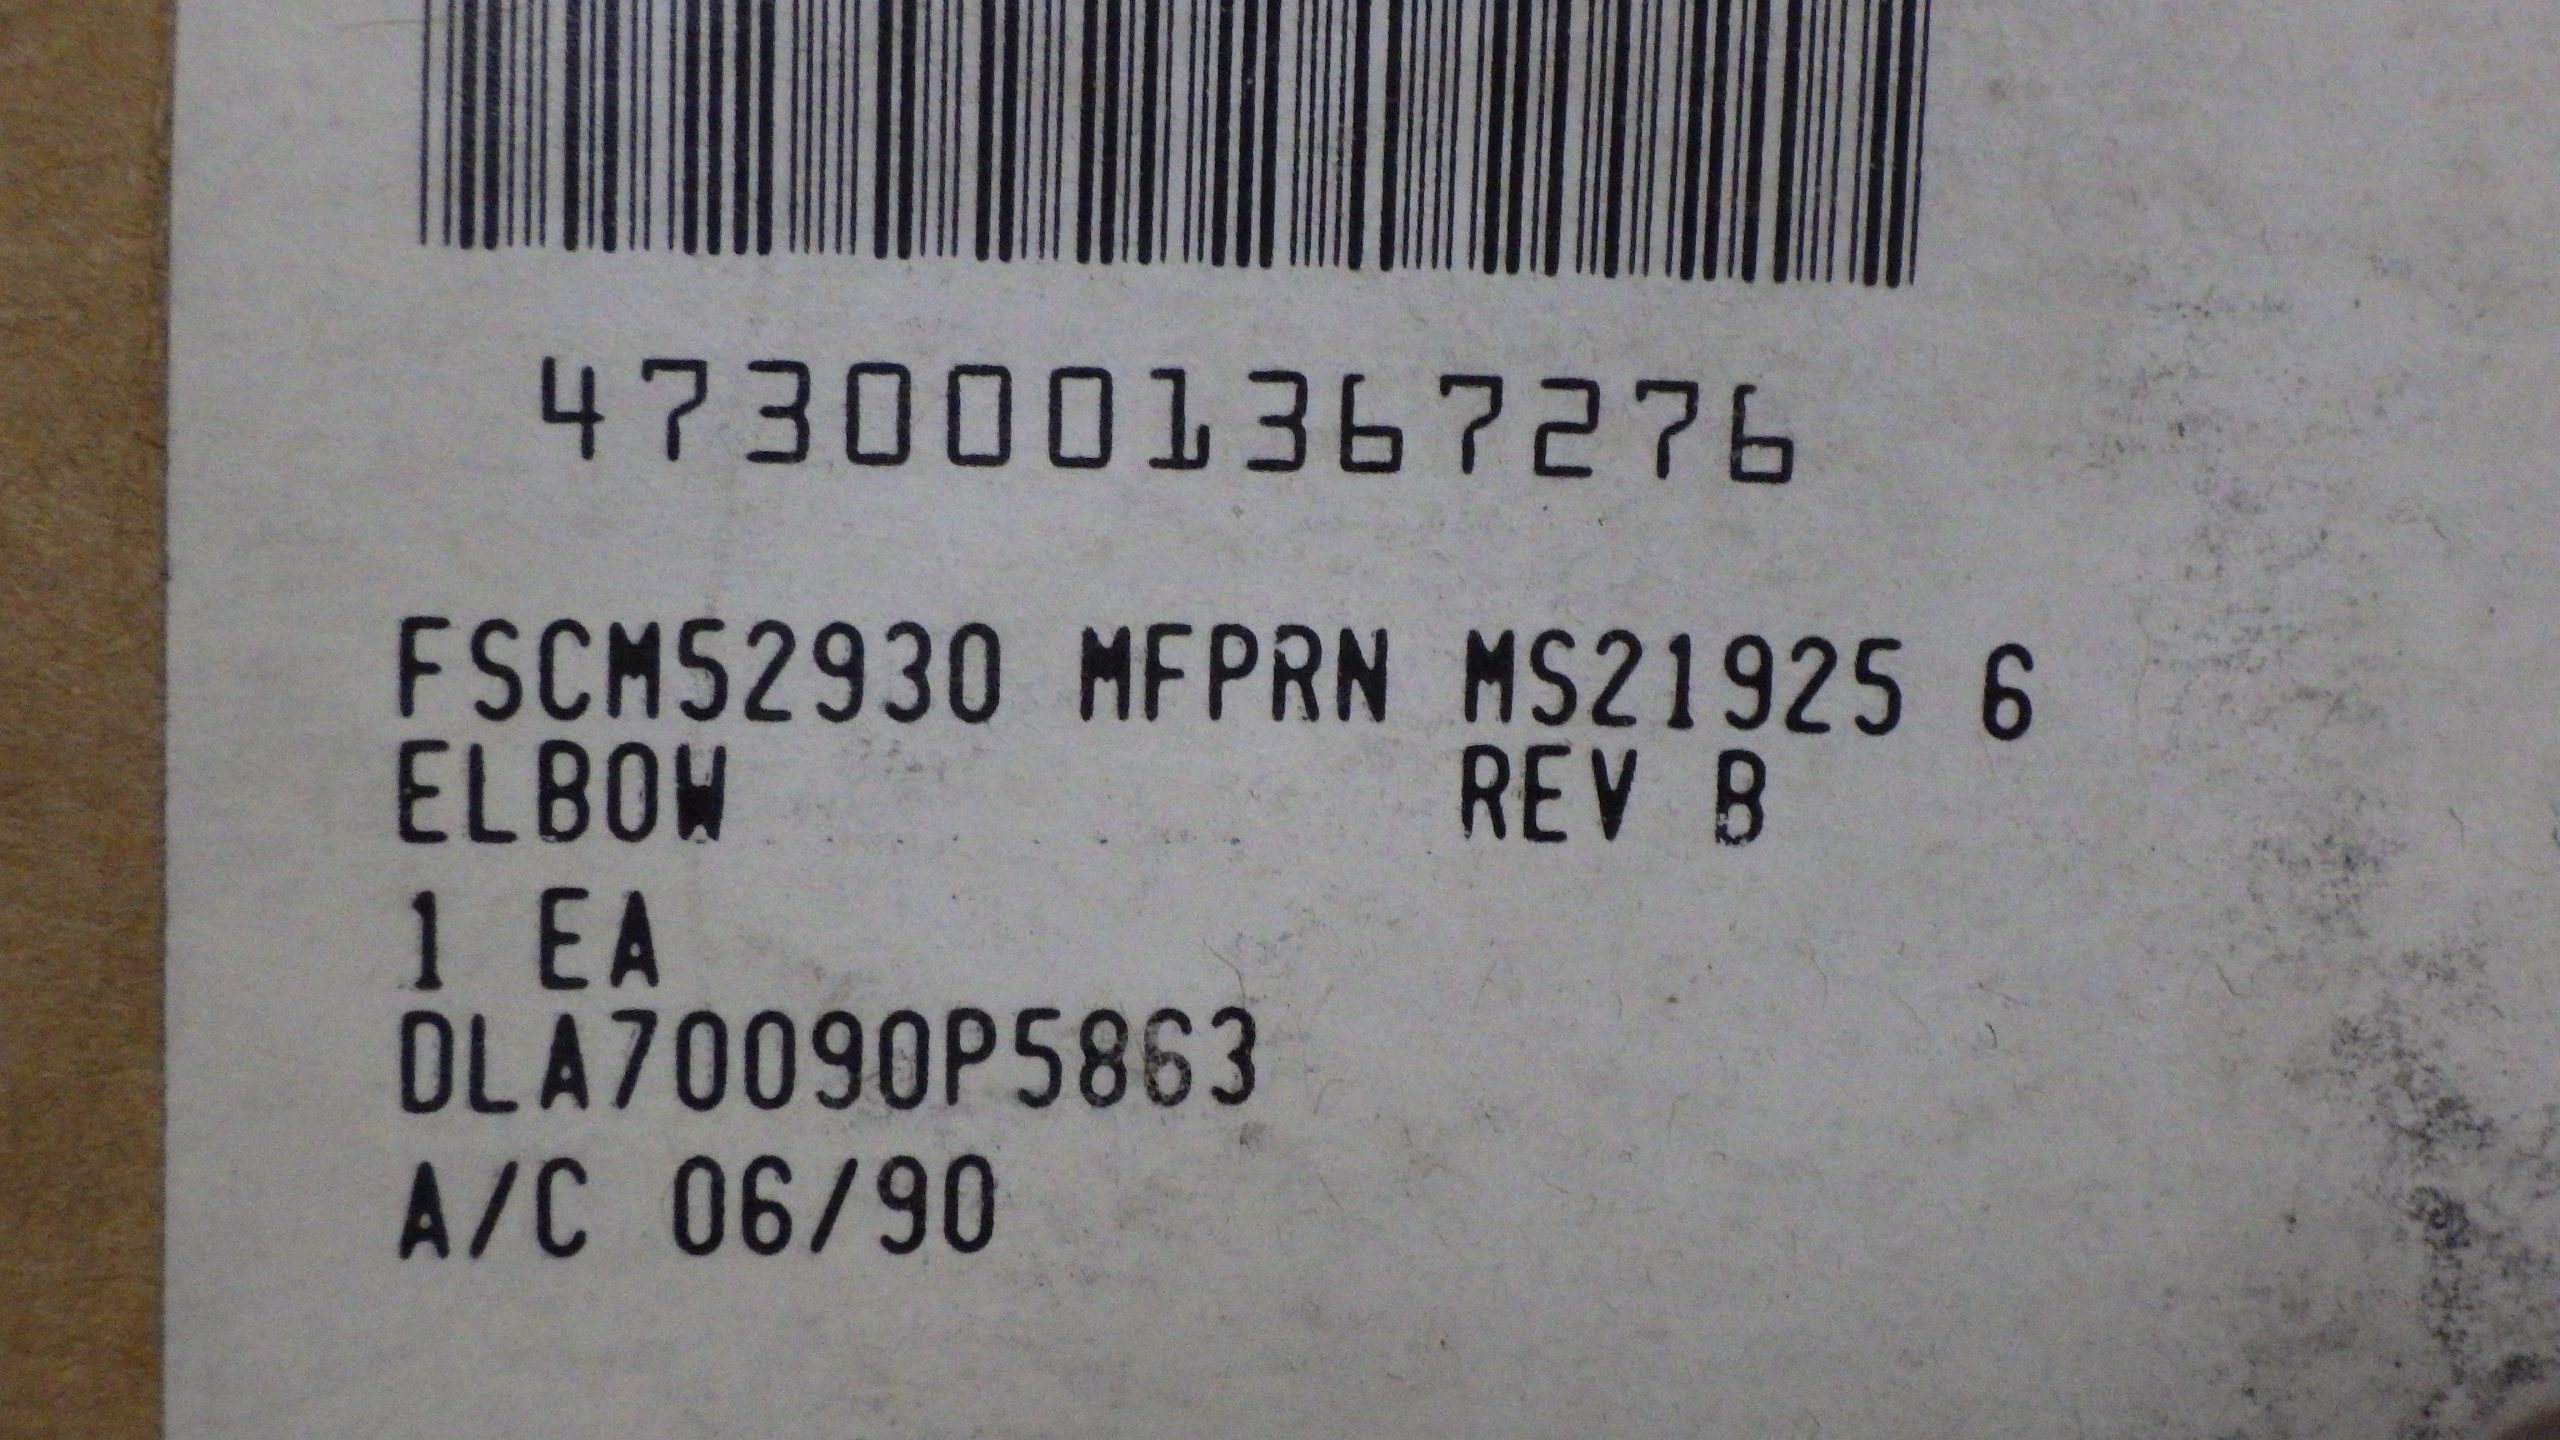 4730001367276
FSCM52930 MFPRN MS21925 6
ELBOW REV B
1 EA
DLA70090P5863
A/C 06/90